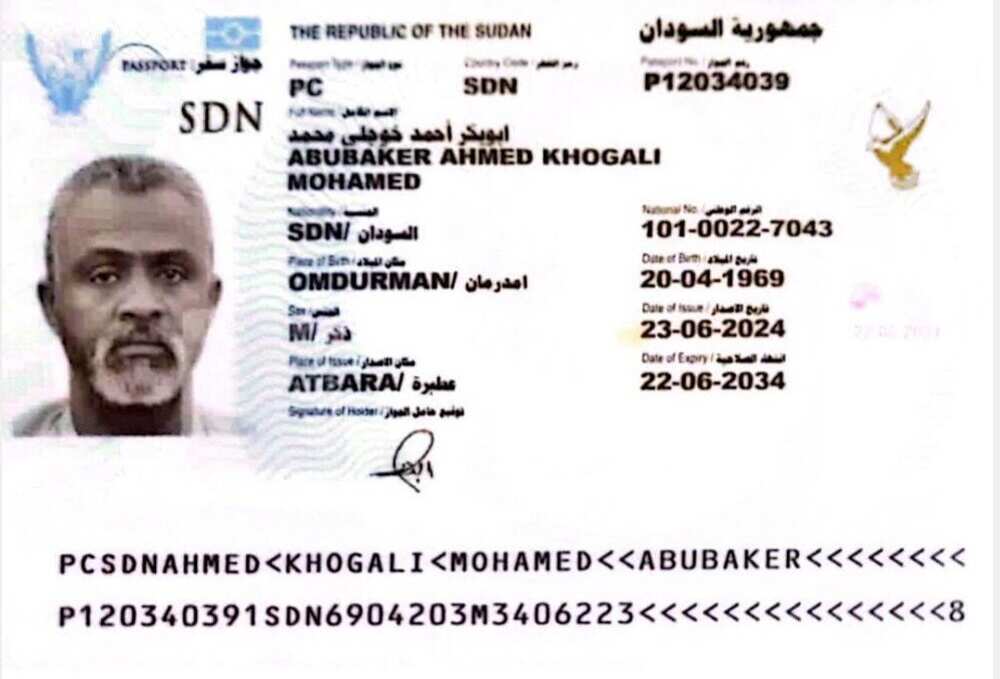 THE REPUBLIC OF THE SUDAN
جمهورية السودان
PASSPORT / جواز سفر
Passport Type / نوع الجواز
Country Code / رمز القطر
Passport No. / رقم الجواز
PC
SDN
P12034039
SDN
Full Name / الاسم الكامل
ابوبكر أحمد خوجلي محمد
ABUBAKER AHMED KHOGALI
MOHAMED
Nationality / الجنسية
National No. / الرقم الوطني
SDN/ السودان
101-0022-7043
Place of Birth / مكان الميلاد
Date of Birth / تاريخ الميلاد
OMDURMAN/ امدرمان
20-04-1969
Sex / الجنس
Date of Issue / تاريخ الاصدار
M/ ذكر
23-06-2024
Place of Issue / مكان الاصدار
Date of Expiry / انتهاء الصلاحية
ATBARA/ عطبرة
22-06-2034
Signature of Holder / توقيع حامل الجواز
PCSDNAHMED<KHOGALI<MOHAMED<<ABUBAKER<<<<<<<<
P120340391SDN6904203M3406223<<<<<<<<<<<<<<<8